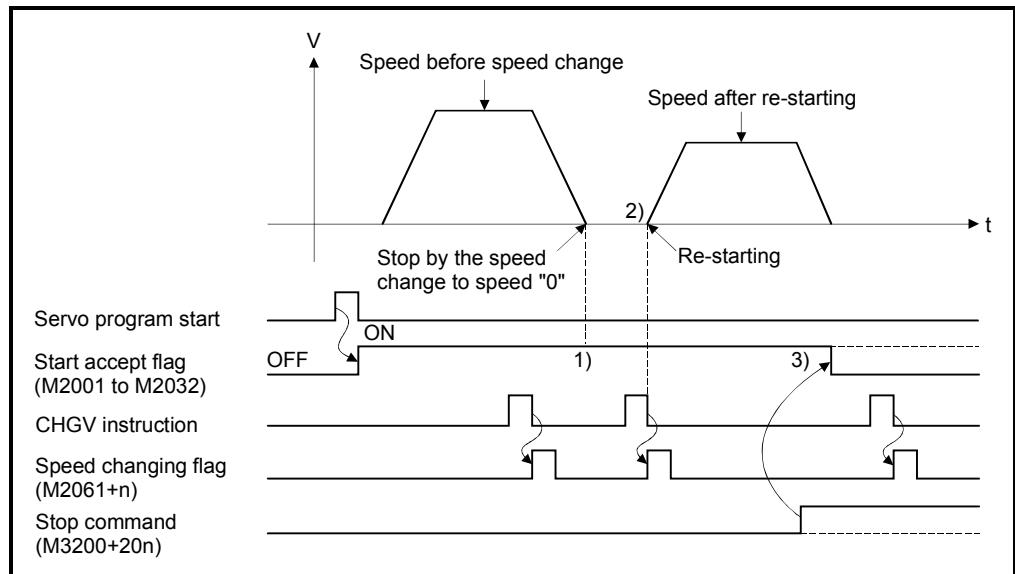 V
Speed before speed change
Speed after re-starting
2)
t
Stop by the speed
change to speed "0"
Re-starting
Servo program start
ON
Start accept flag
(M2001 to M2032)
OFF
1)
3)
CHGV instruction
Speed changing flag
(M2061+n)
Stop command
(M3200+20n)